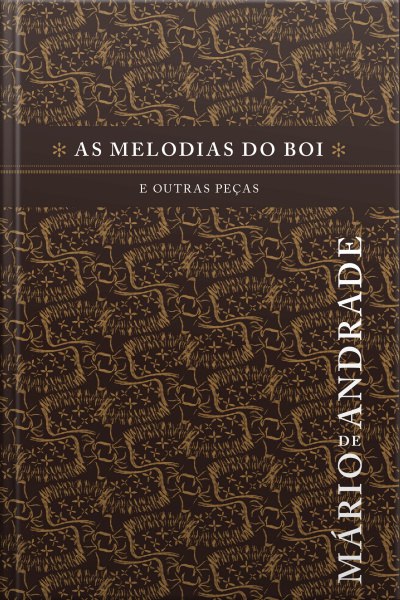 * AS MELODIAS DO BOI *
E OUTRAS PEÇAS
MÁRIO DE ANDRADE